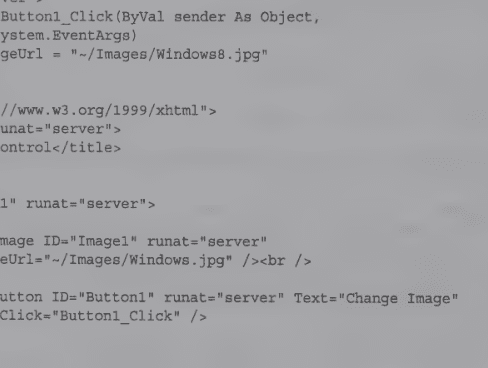 Button1_Click(ByVal sender As Object,
ystem.EventArgs)
geUrl = "~/Images/Windows8.jpg"
//www.w3.org/1999/xhtml">
unat="server">
ontrol</title>
1" runat="server">
mage ID="Image1" runat="server"
eUrl="~/Images/Windows.jpg" /><br />
utton ID="Button1" runat="server" Text="Change Image"
Click="Button1_Click" />